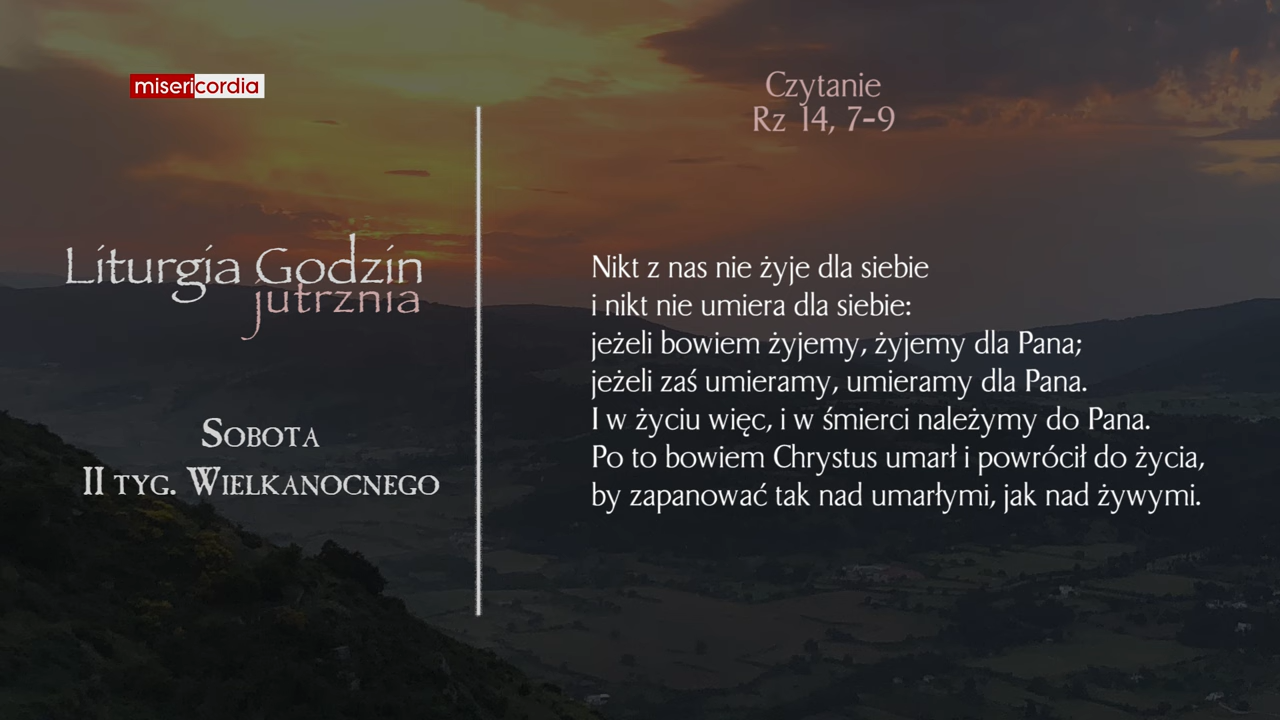 misericordia
Liturgia Godzin
jutrznia
Sobota
II tyg. Wielkanocnego
Czytanie
Rz 14, 7-9
Nikt z nas nie żyje dla siebie
i nikt nie umiera dla siebie:
jeżeli bowiem żyjemy, żyjemy dla Pana;
jeżeli zaś umieramy, umieramy dla Pana.
I w życiu więc, i w śmierci należymy do Pana.
Po to bowiem Chrystus umarł i powrócił do życia,
by zapanować tak nad umarłymi, jak nad żywymi.